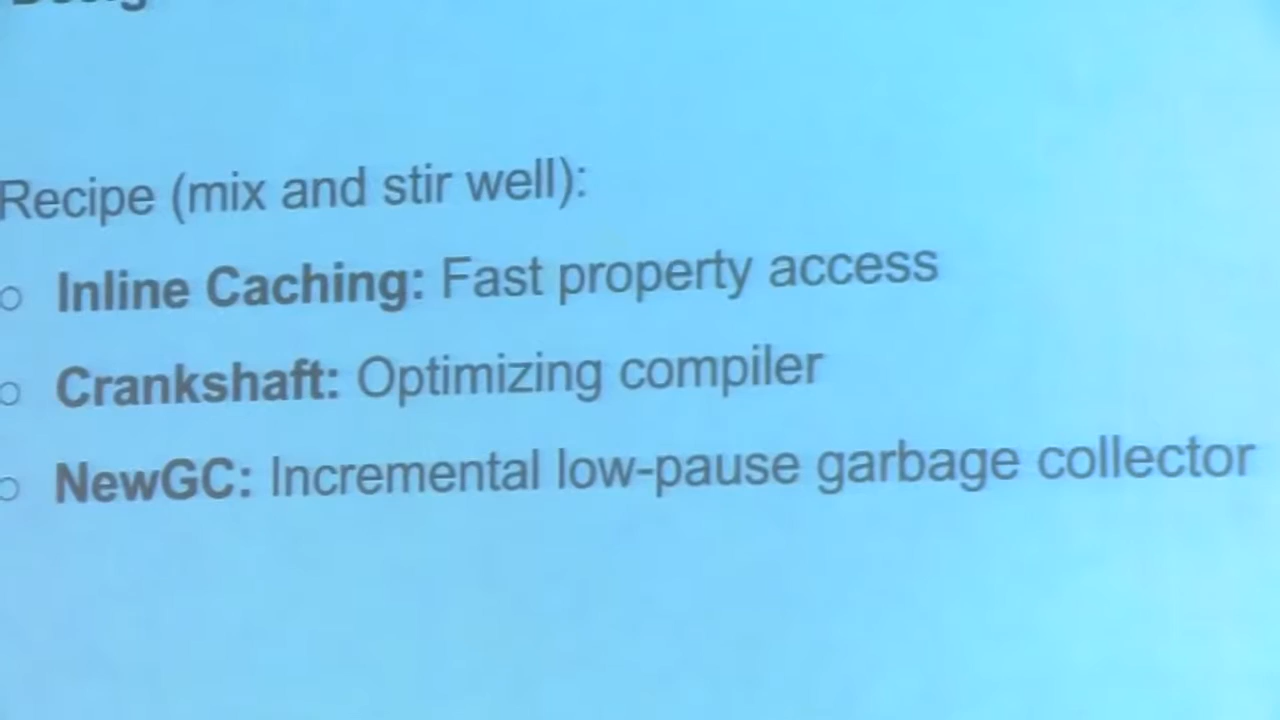 Recipe (mix and stir well):
Inline Caching: Fast property access
Crankshaft: Optimizing compiler
NewGC: Incremental low-pause garbage collector